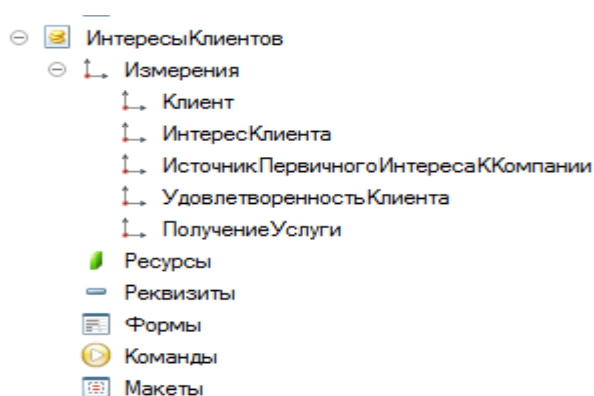 ИнтересыКлиентов
Измерения
Клиент
ИнтересКлиента
ИсточникПервичногоИнтересаККомпании
УдовлетворенностьКлиента
ПолучениеУслуги
Ресурсы
Реквизиты
Формы
Команды
Макеты